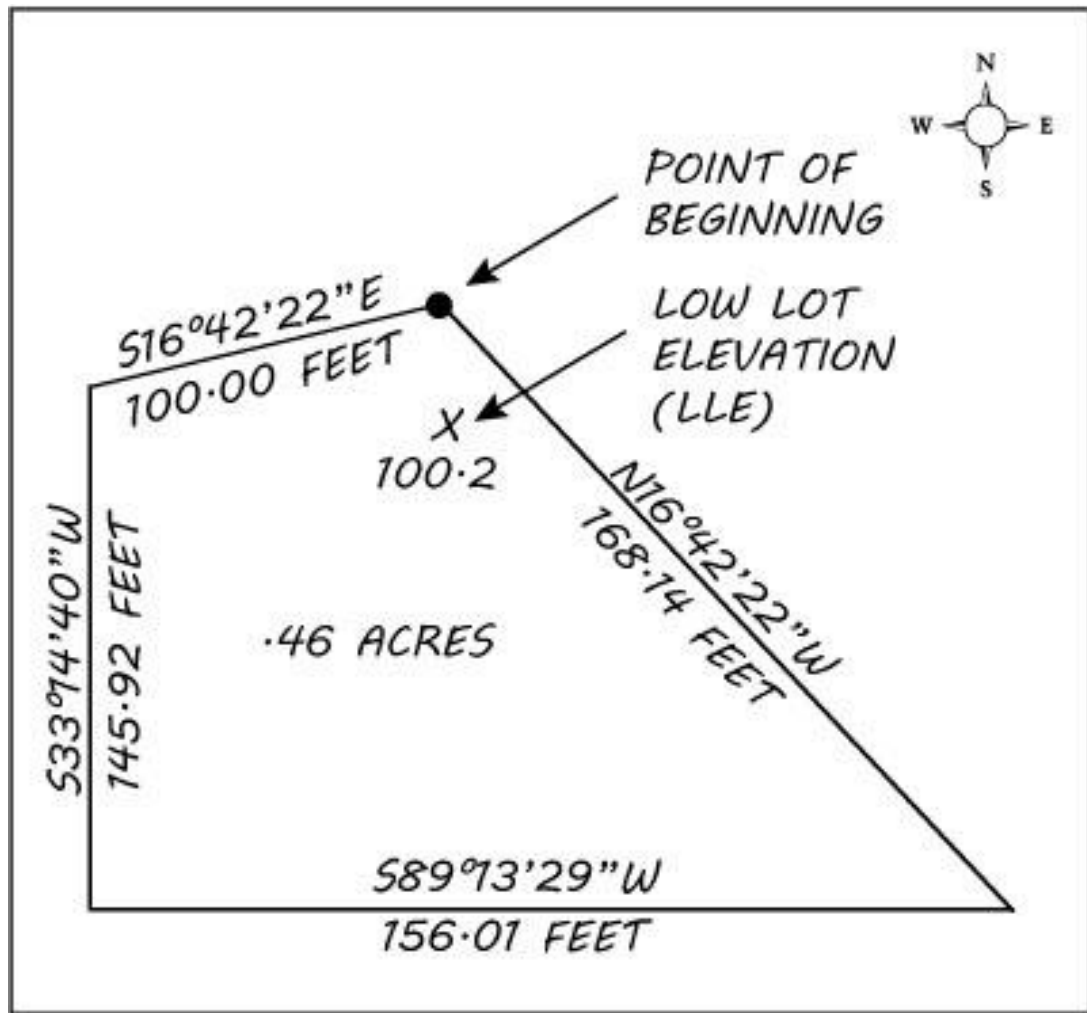 N
W E
S
POINT OF
BEGINNING
S16°42'22"E
100·00 FEET
LOW LOT
ELEVATION
(LLE)
X
100·2
N16°42'22"W
168·14 FEET
S33°14'40"W
145·92 FEET
·46 ACRES
S89°13'29"W
156·01 FEET